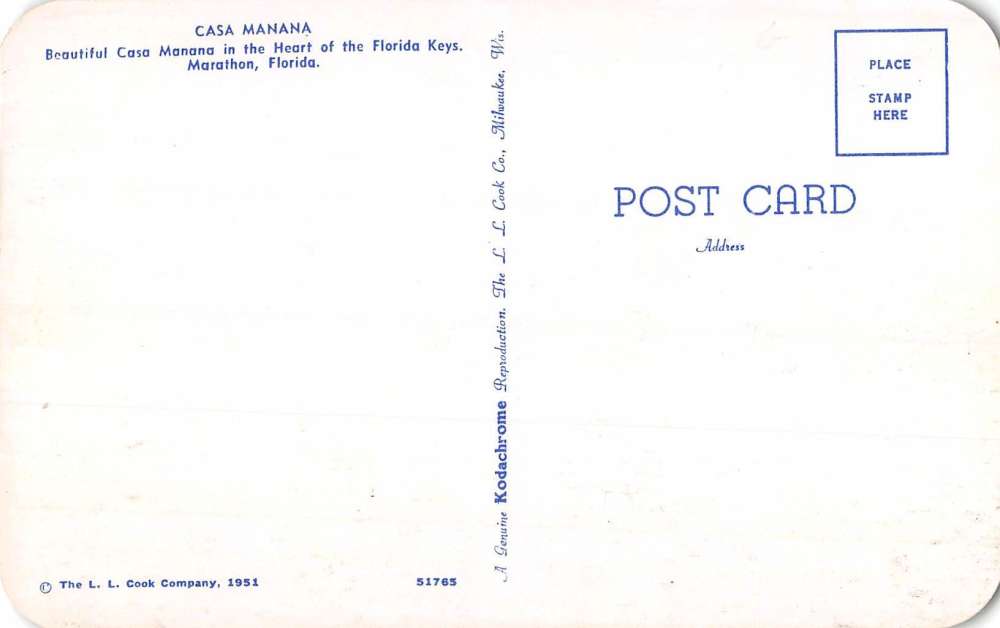 CASA MANANA
Beautiful Casa Manana in the Heart of the Florida Keys.
Marathon, Florida.
A Genuine Kodachrome Reproduction. The L. L. Cook Co., Milwaukee, Wis.
PLACE
STAMP
HERE
POST CARD
Address
© The L. L. Cook Company, 1951
51765